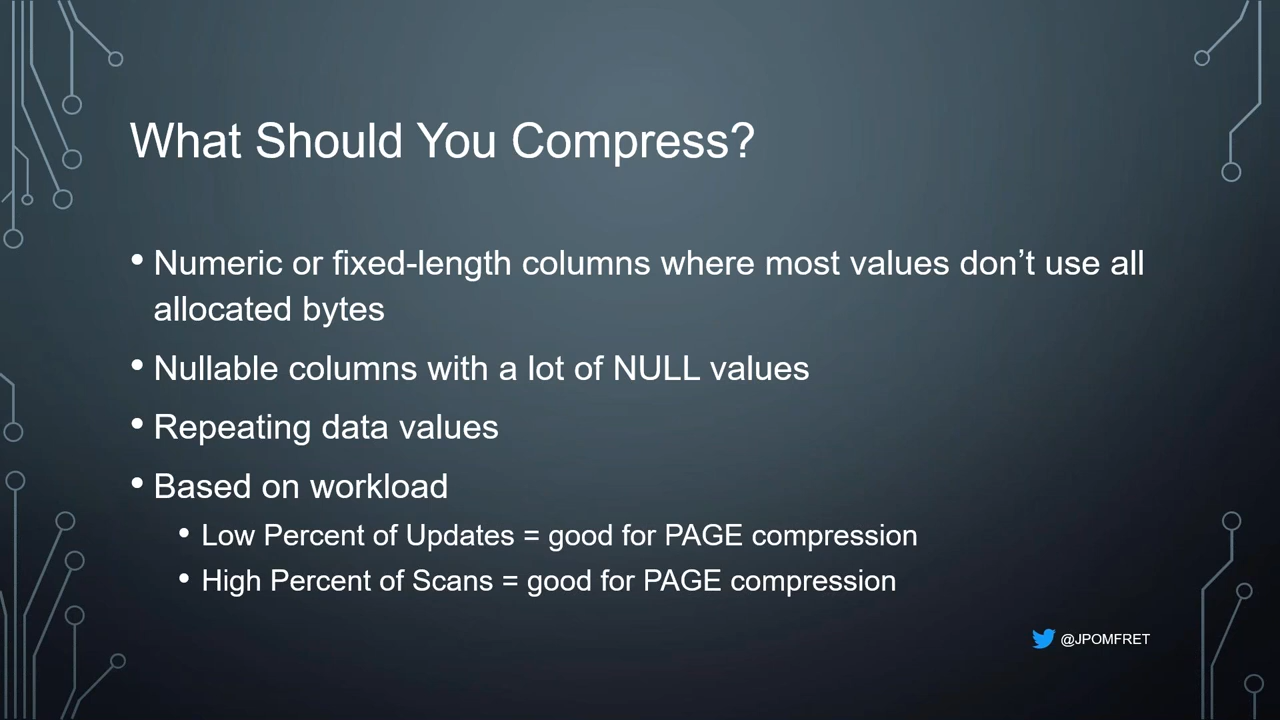 What Should You Compress?
• Numeric or fixed-length columns where most values don’t use all
allocated bytes
• Nullable columns with a lot of NULL values
• Repeating data values
• Based on workload
• Low Percent of Updates = good for PAGE compression
• High Percent of Scans = good for PAGE compression
@JPOMFRET